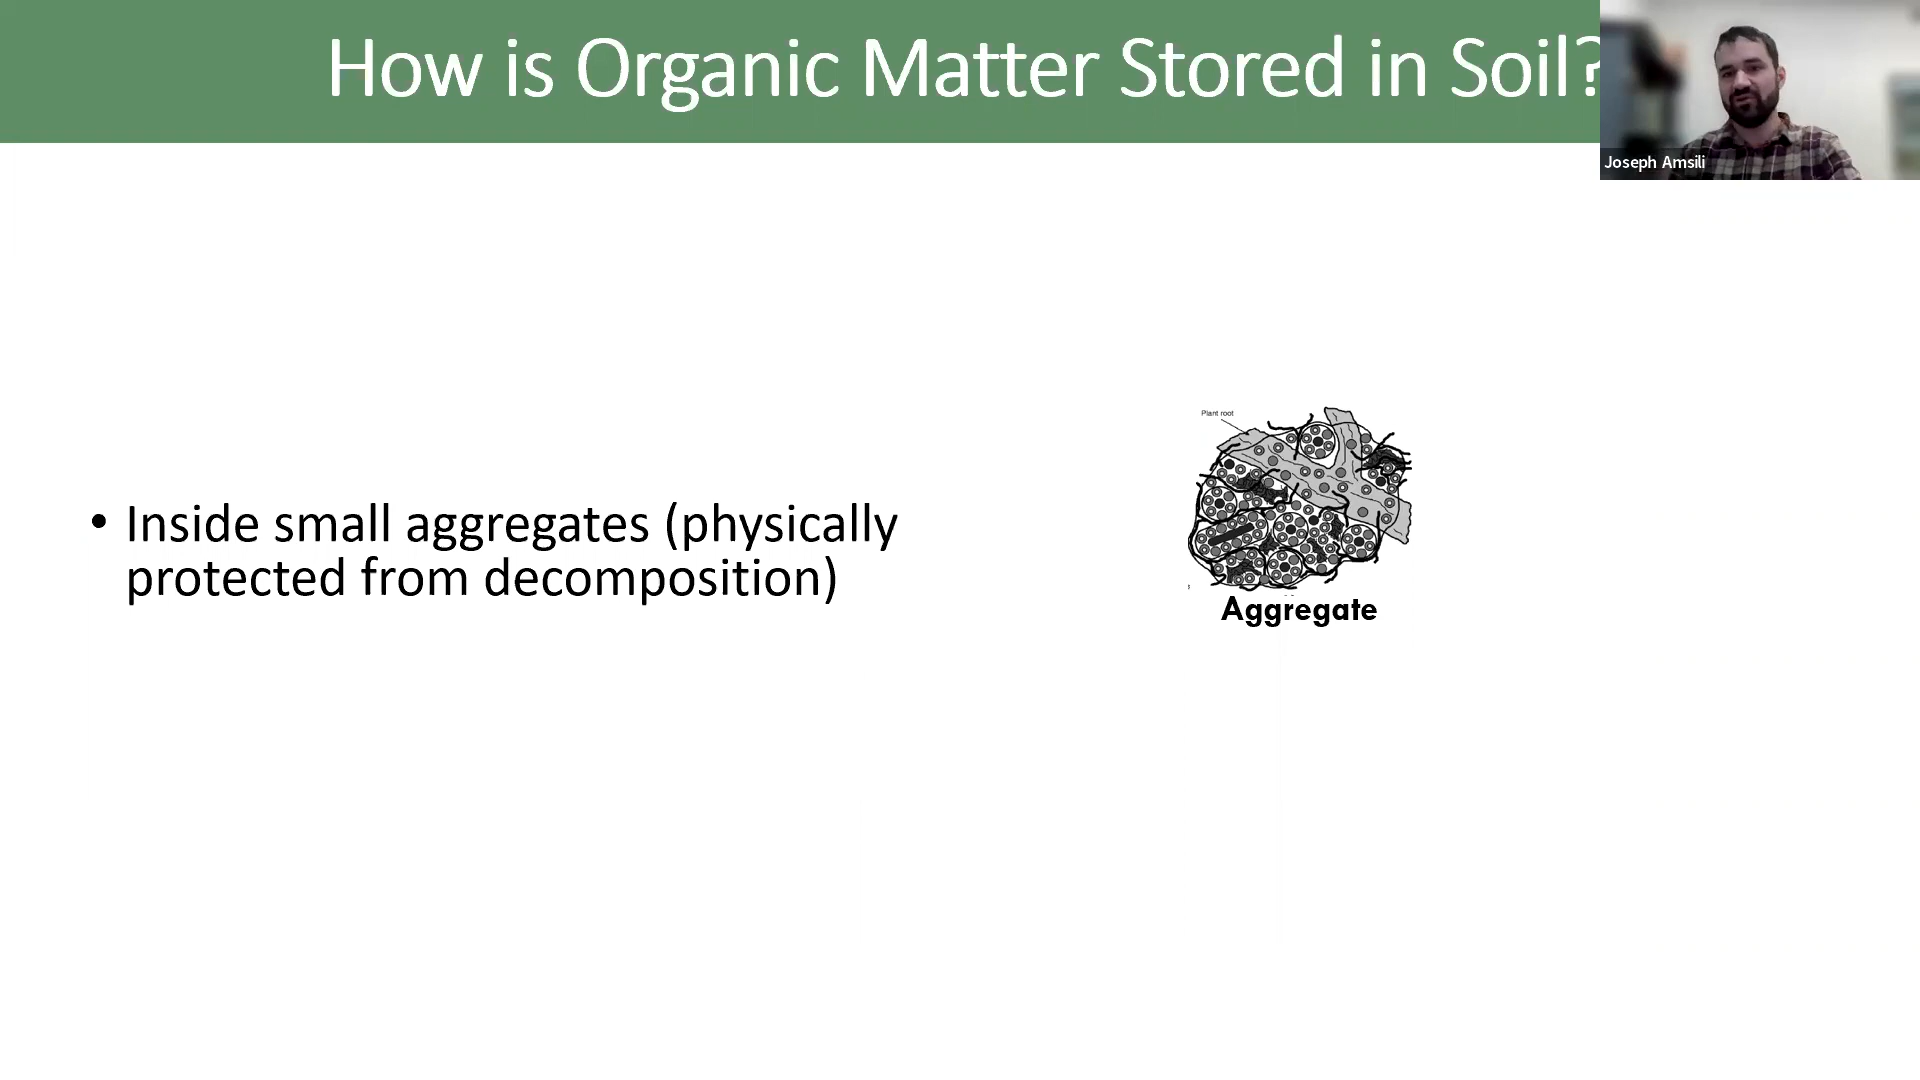 How is Organic Matter Stored in Soil?
Joseph Amsili
• Inside small aggregates (physically
protected from decomposition)
Plant root
Aggregate